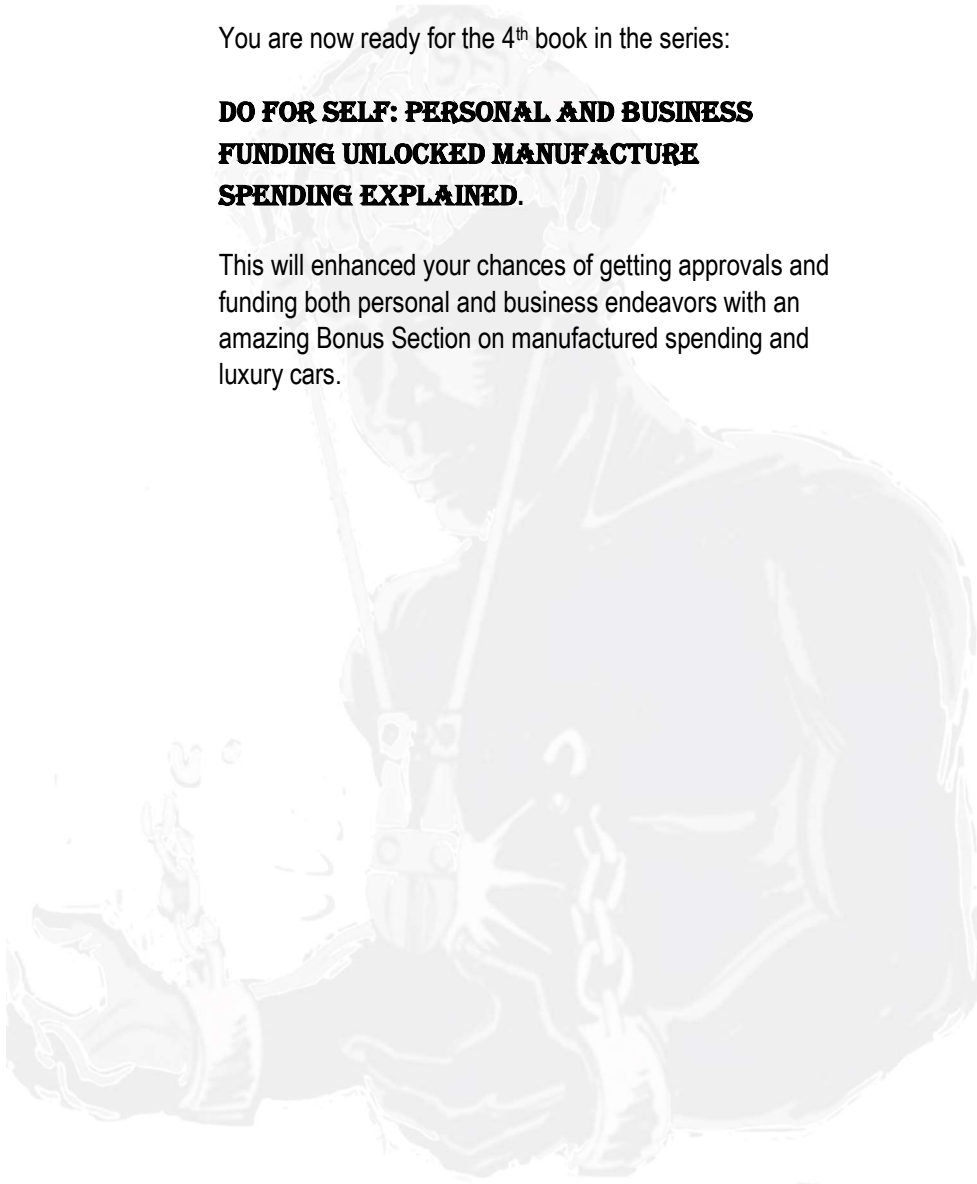 You are now ready for the 4th book in the series:
DO FOR SELF: PERSONAL AND BUSINESS
FUNDING UNLOCKED MANUFACTURE
SPENDING EXPLAINED.
This will enhanced your chances of getting approvals and
funding both personal and business endeavors with an
amazing Bonus Section on manufactured spending and
luxury cars.